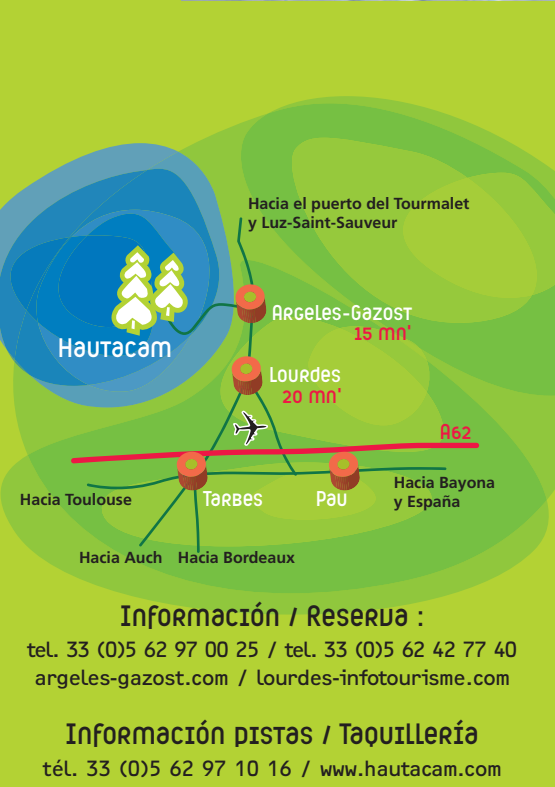 Hacia el puerto del Tourmalet
y Luz-Saint-Sauveur
Argeles-Gazost
15 mn'
Hautacam
Lourdes
20 mn'
A62
Hacia Toulouse
Tarbes
Pau
Hacia Bayona
y España
Hacia Auch
Hacia Bordeaux
Información / Reserva :
tel. 33 (0)5 62 97 00 25 / tel. 33 (0)5 62 42 77 40
argeles-gazost.com / lourdes-infotourisme.com
Información pistas / Taquillería
tél. 33 (0)5 62 97 10 16 / www.hautacam.com